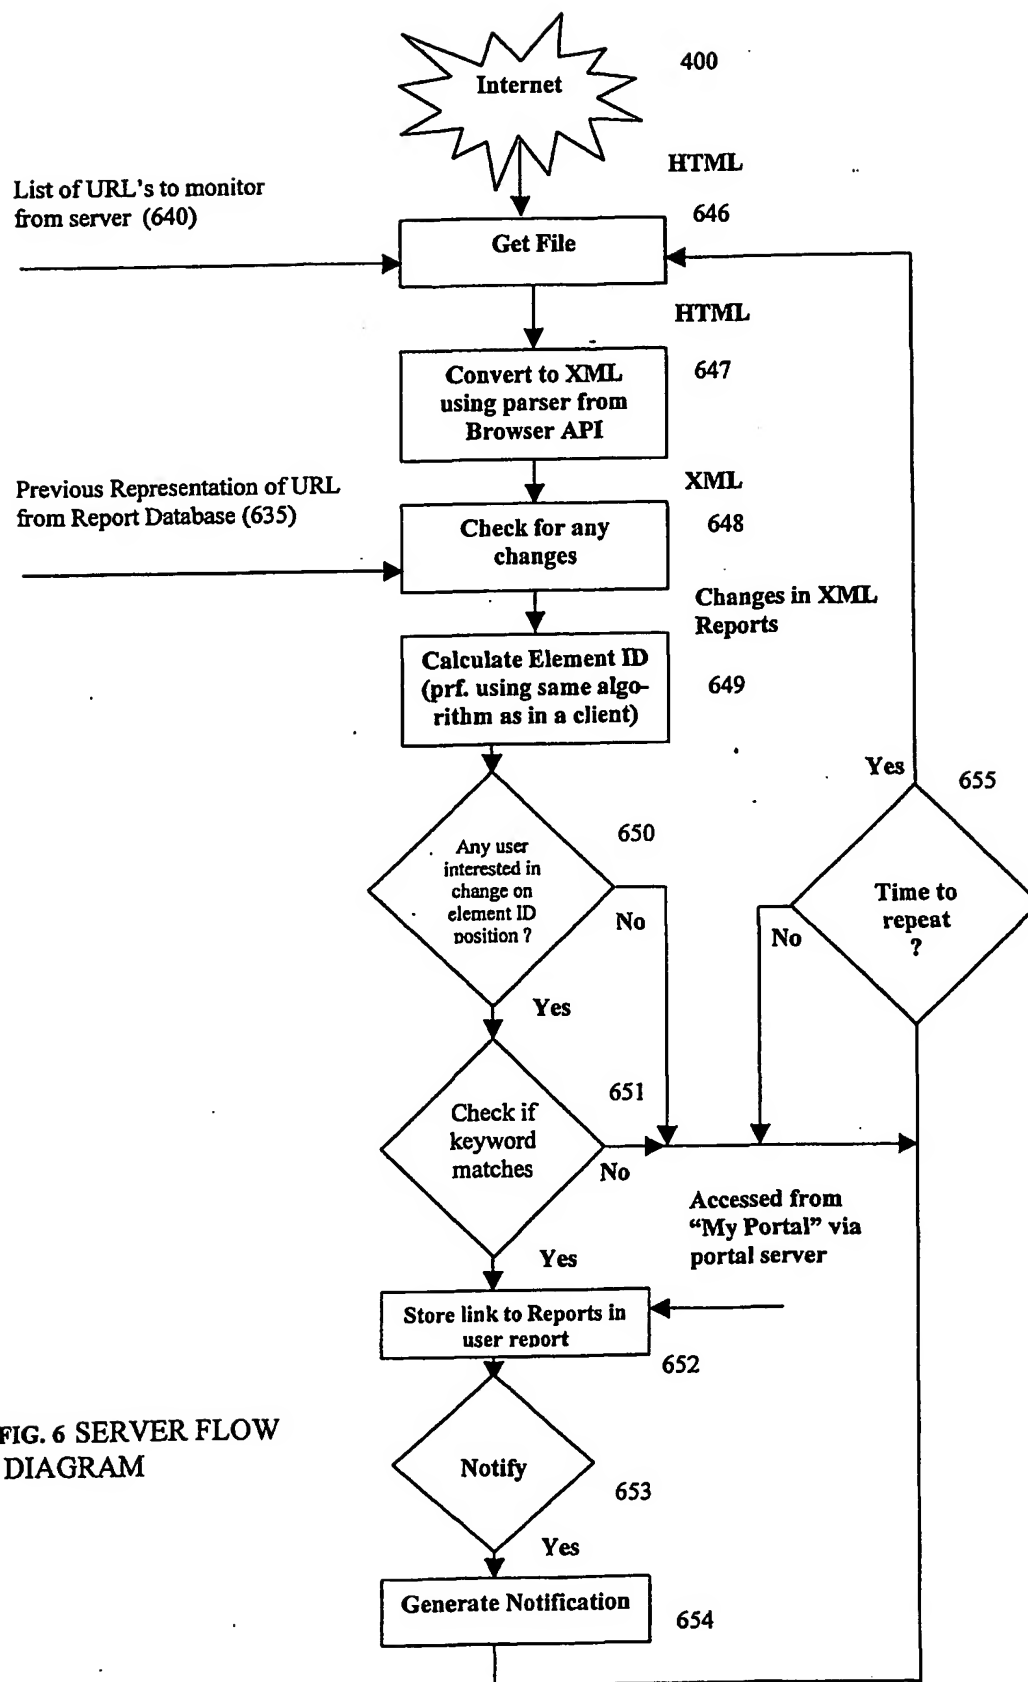 Internet
400
HTML
List of URL's to monitor
from server (640)
646
Get File
HTML
647
Convert to XML
using parser from
Browser API
XML
Previous Representation of URL
from Report Database (635)
648
Check for any
changes
Changes in XML
Reports
Calculate Element ID
(prf. using same algo-
rithm as in a client)
649
Yes
655
650
Any user
interested in
change on
element ID
position ?
No
Time to
repeat
?
No
Yes
651
Check if
keyword
matches
No
Accessed from
“My Portal” via
portal server
Yes
Store link to Reports in
user report
652
FIG. 6 SERVER FLOW
DIAGRAM
Notify
653
Yes
Generate Notification
654